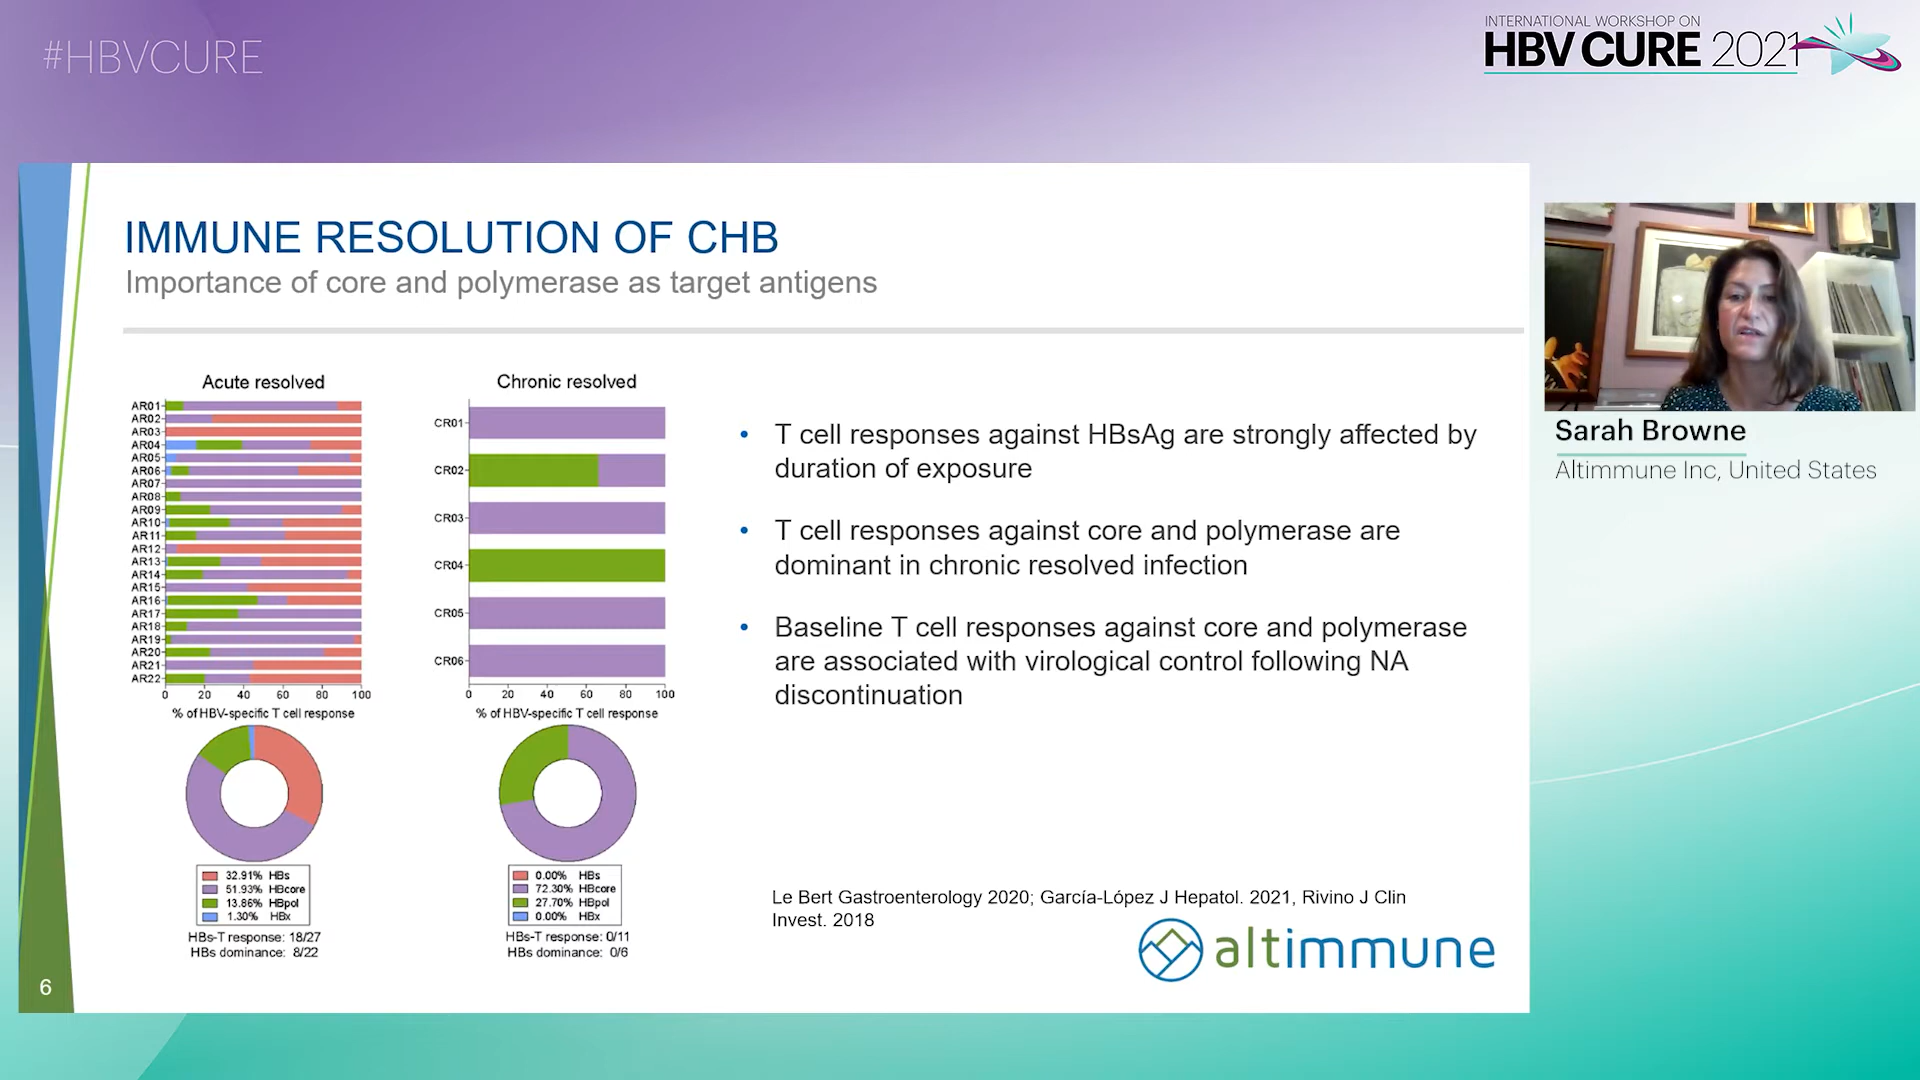 #HBVCURE
INTERNATIONAL WORKSHOP ON
HBV CURE 2021
IMMUNE RESOLUTION OF CHB
Importance of core and polymerase as target antigens
Acute resolved
AR01
AR02
AR03
AR04
AR05
AR06
AR07
AR08
AR09
AR10
AR11
AR12
AR13
AR14
AR15
AR16
AR17
AR18
AR19
AR20
AR21
AR22
0 20 40 60 80 100
% of HBV-specific T cell response
32.91% HBs
51.93% HBcore
13.86% HBpol
1.30% HBx
HBs-T response: 18/27
HBs dominance: 8/22
Chronic resolved
CR01
CR02
CR03
CR04
CR05
CR06
0 20 40 60 80 100
% of HBV-specific T cell response
0.00% HBs
72.30% HBcore
27.70% HBpol
0.00% HBx
HBs-T response: 0/11
HBs dominance: 0/6
• T cell responses against HBsAg are strongly affected by
duration of exposure
• T cell responses against core and polymerase are
dominant in chronic resolved infection
• Baseline T cell responses against core and polymerase
are associated with virological control following NA
discontinuation
Le Bert Gastroenterology 2020; García-López J Hepatol. 2021, Rivino J Clin
Invest. 2018
altimmune
6
Sarah Browne
Altimmune Inc, United States